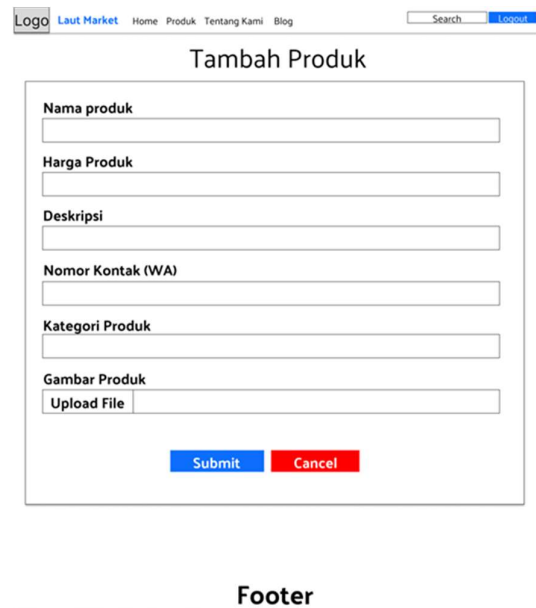 Logo Laut Market Home Produk Tentang Kami Blog Search Logout
Tambah Produk
Nama produk
Harga Produk
Deskripsi
Nomor Kontak (WA)
Kategori Produk
Gambar Produk
Upload File
Submit Cancel
Footer